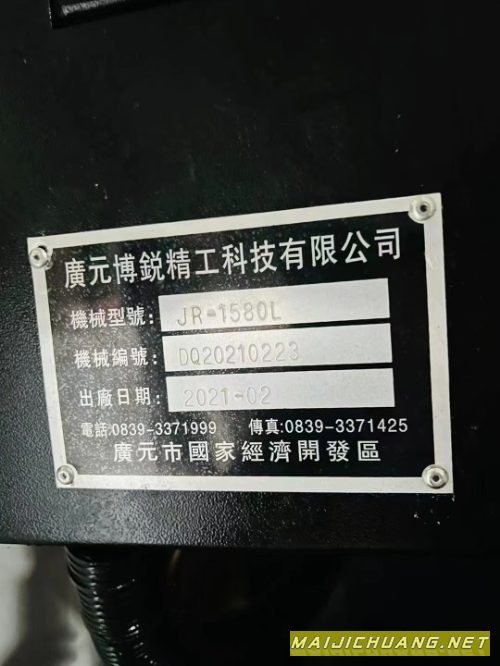 廣元博鋭精工科技有限公司
機械型號: JR-1580L
機械編號: DQ20210223
出廠日期: 2021-02
電話:0839-3371999 傳真:0839-3371425
廣元市國家經濟開發區
MAIJICHUANG.NET